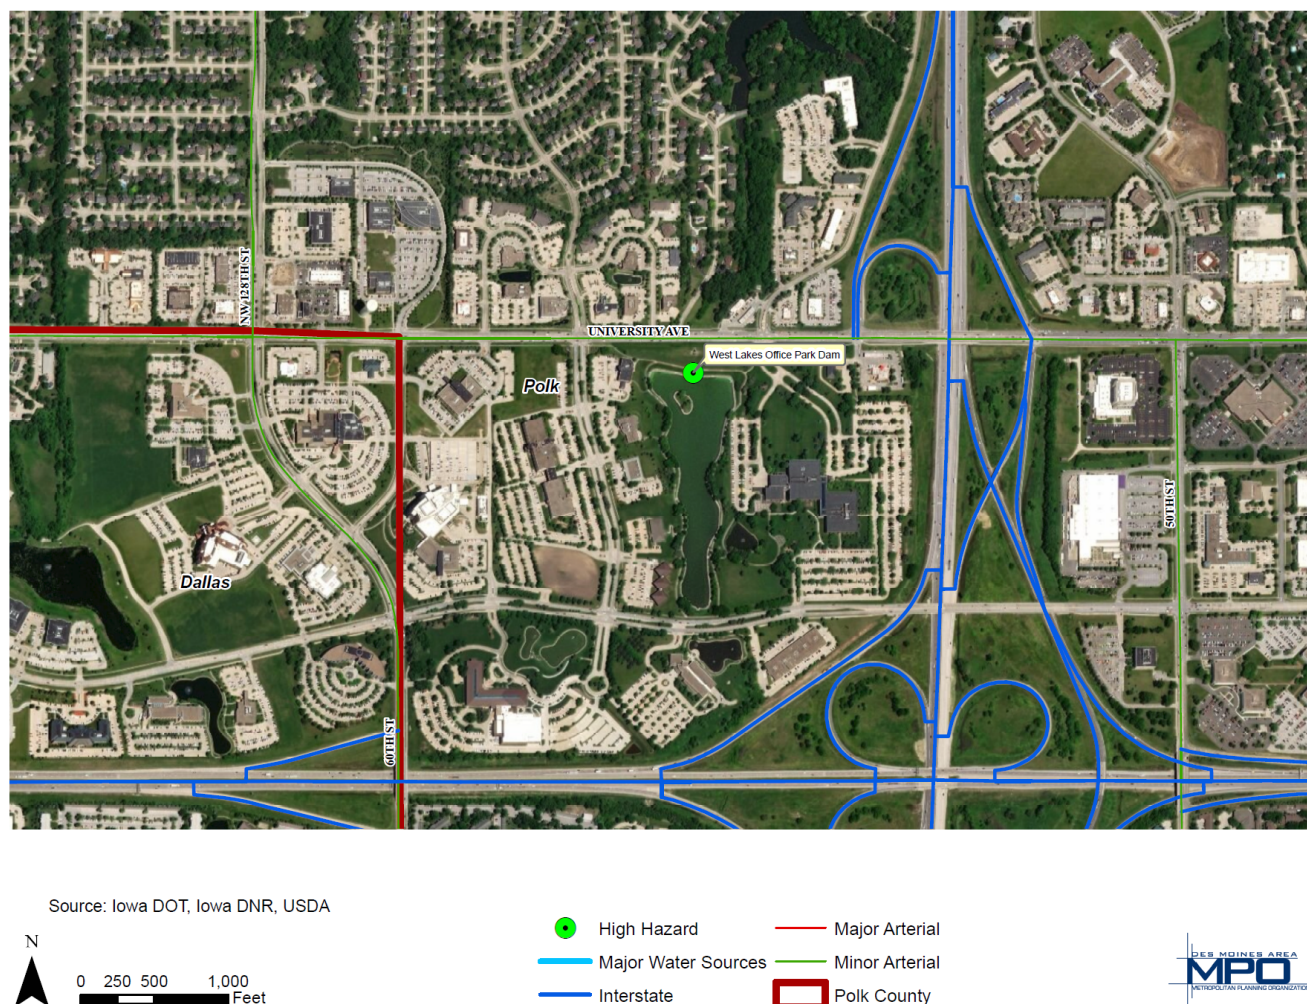 NW 128TH ST
UNIVERSITY AVE
West Lakes Office Park Dam
Polk
50TH ST
Dallas
60TH ST
Source: Iowa DOT, Iowa DNR, USDA
N
0 250 500 1,000
Feet
High Hazard
Major Water Sources
Interstate
Major Arterial
Minor Arterial
Polk County
DES MOINES AREA
MPO
METROPOLITAN PLANNING ORGANIZATIO